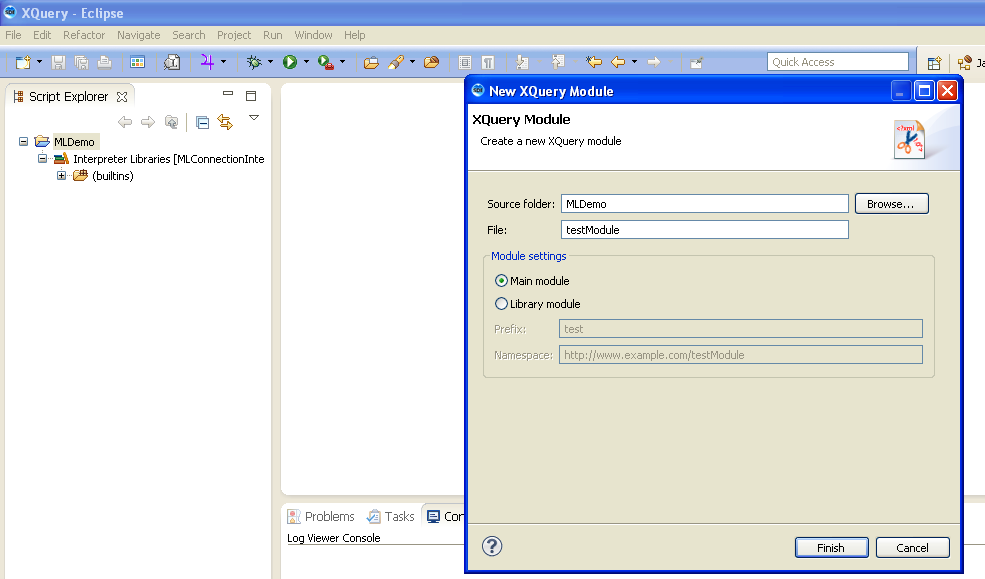 XQuery - Eclipse
File Edit Refactor Navigate Search Project Run Window Help
Quick Access
Script Explorer
MLDemo
Interpreter Libraries [MLConnectionInte
(builtins)
New XQuery Module
XQuery Module
Create a new XQuery module
Source folder: MLDemo Browse...
File: testModule
Module settings
Main module
Library module
Prefix: test
Namespace: http://www.example.com/testModule
Problems Tasks Con
Log Viewer Console
Finish Cancel